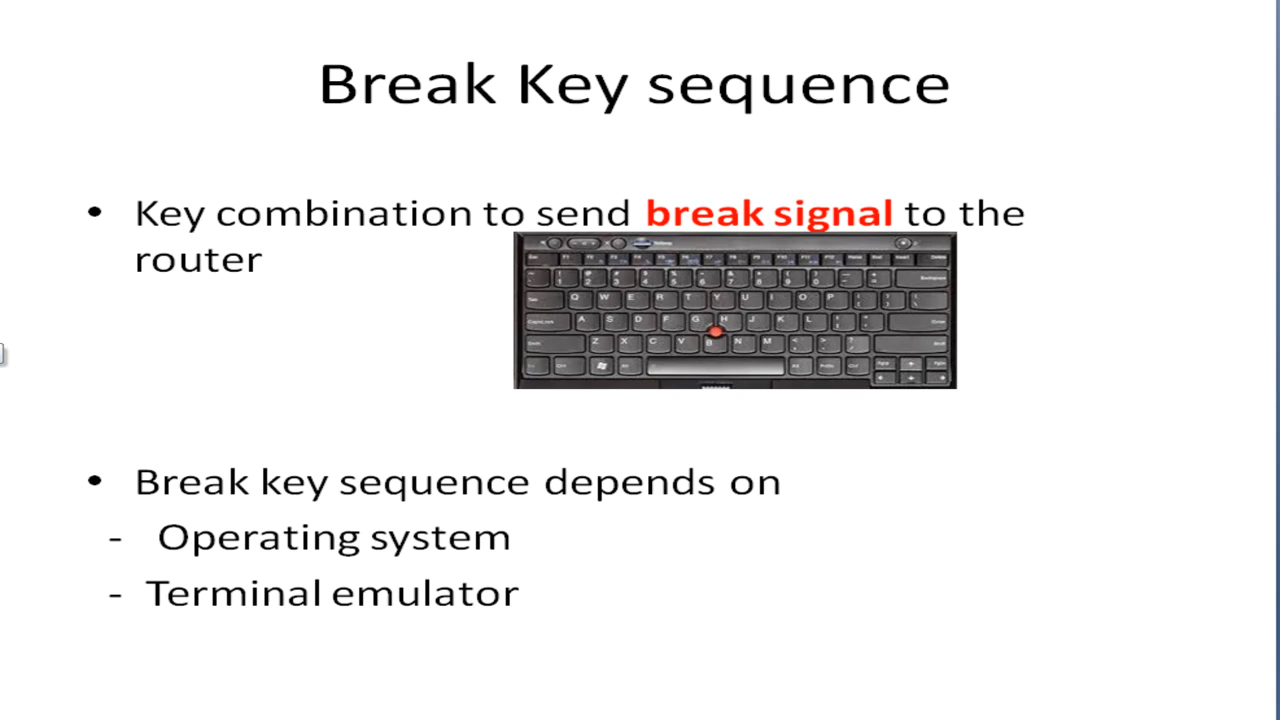 Break Key sequence
• Key combination to send break signal to the
router
• Break key sequence depends on
- Operating system
- Terminal emulator